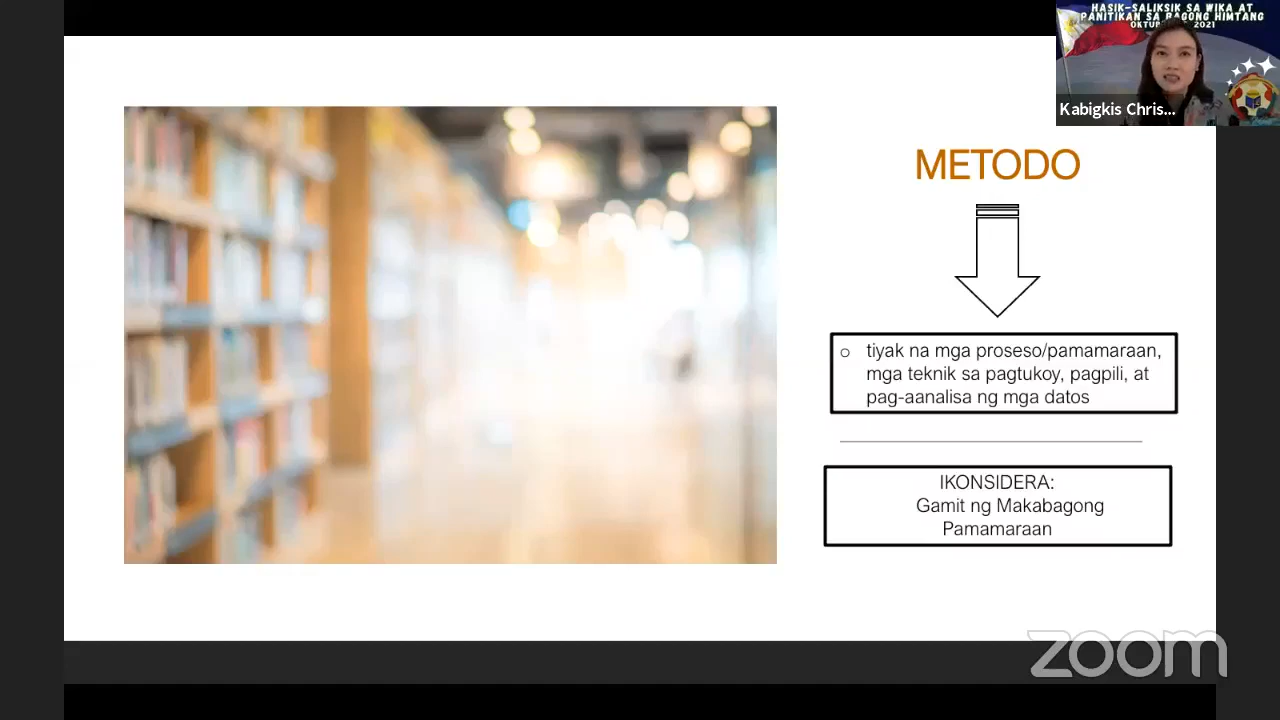 HASIK-SALIKSIK SA WIKA AT
PANITIKAN SA BAGONG HIMTANG
2021
Kabigkis Chris...
METODO
tiyak na mga proseso/pamamaraan,
mga teknik sa pagtukoy, pagpili, at
pag-aanalisa ng mga datos
IKONSIDERA:
Gamit ng Makabagong
Pamamaraan
zoom